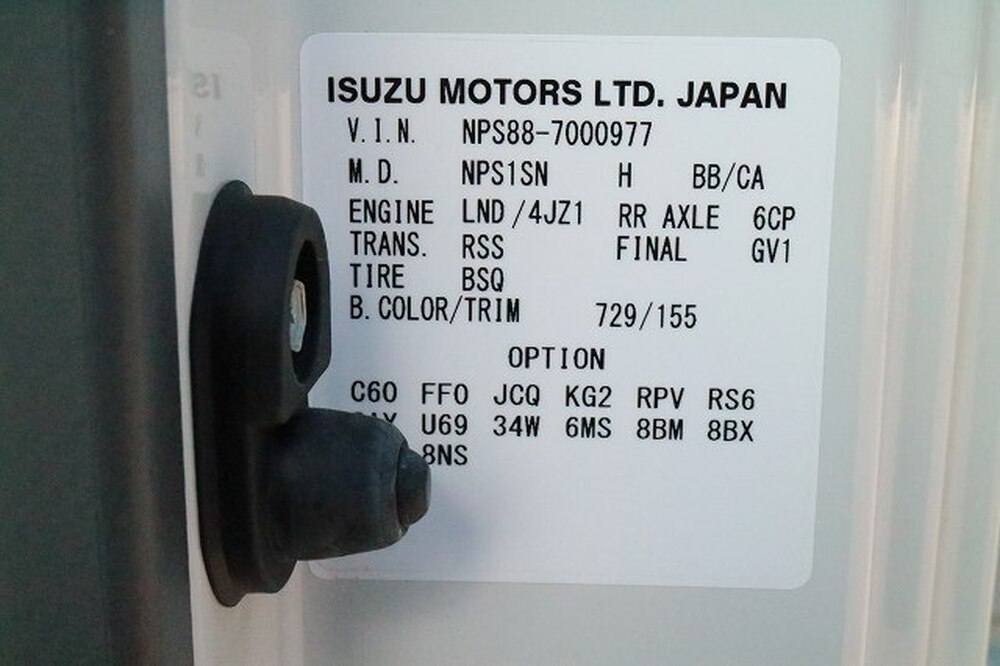 ISUZU MOTORS LTD. JAPAN
V.I.N. NPS88-7000977
M.D. NPS1SN H BB/CA
ENGINE LND/4JZ1 RR AXLE 6CP
TRANS. RSS FINAL GV1
TIRE BSQ
B.COLOR/TRIM 729/155
OPTION
C60 FF0 JCQ KG2 RPV RS6
U69 34W 6MS 8BM 8BX
8NS